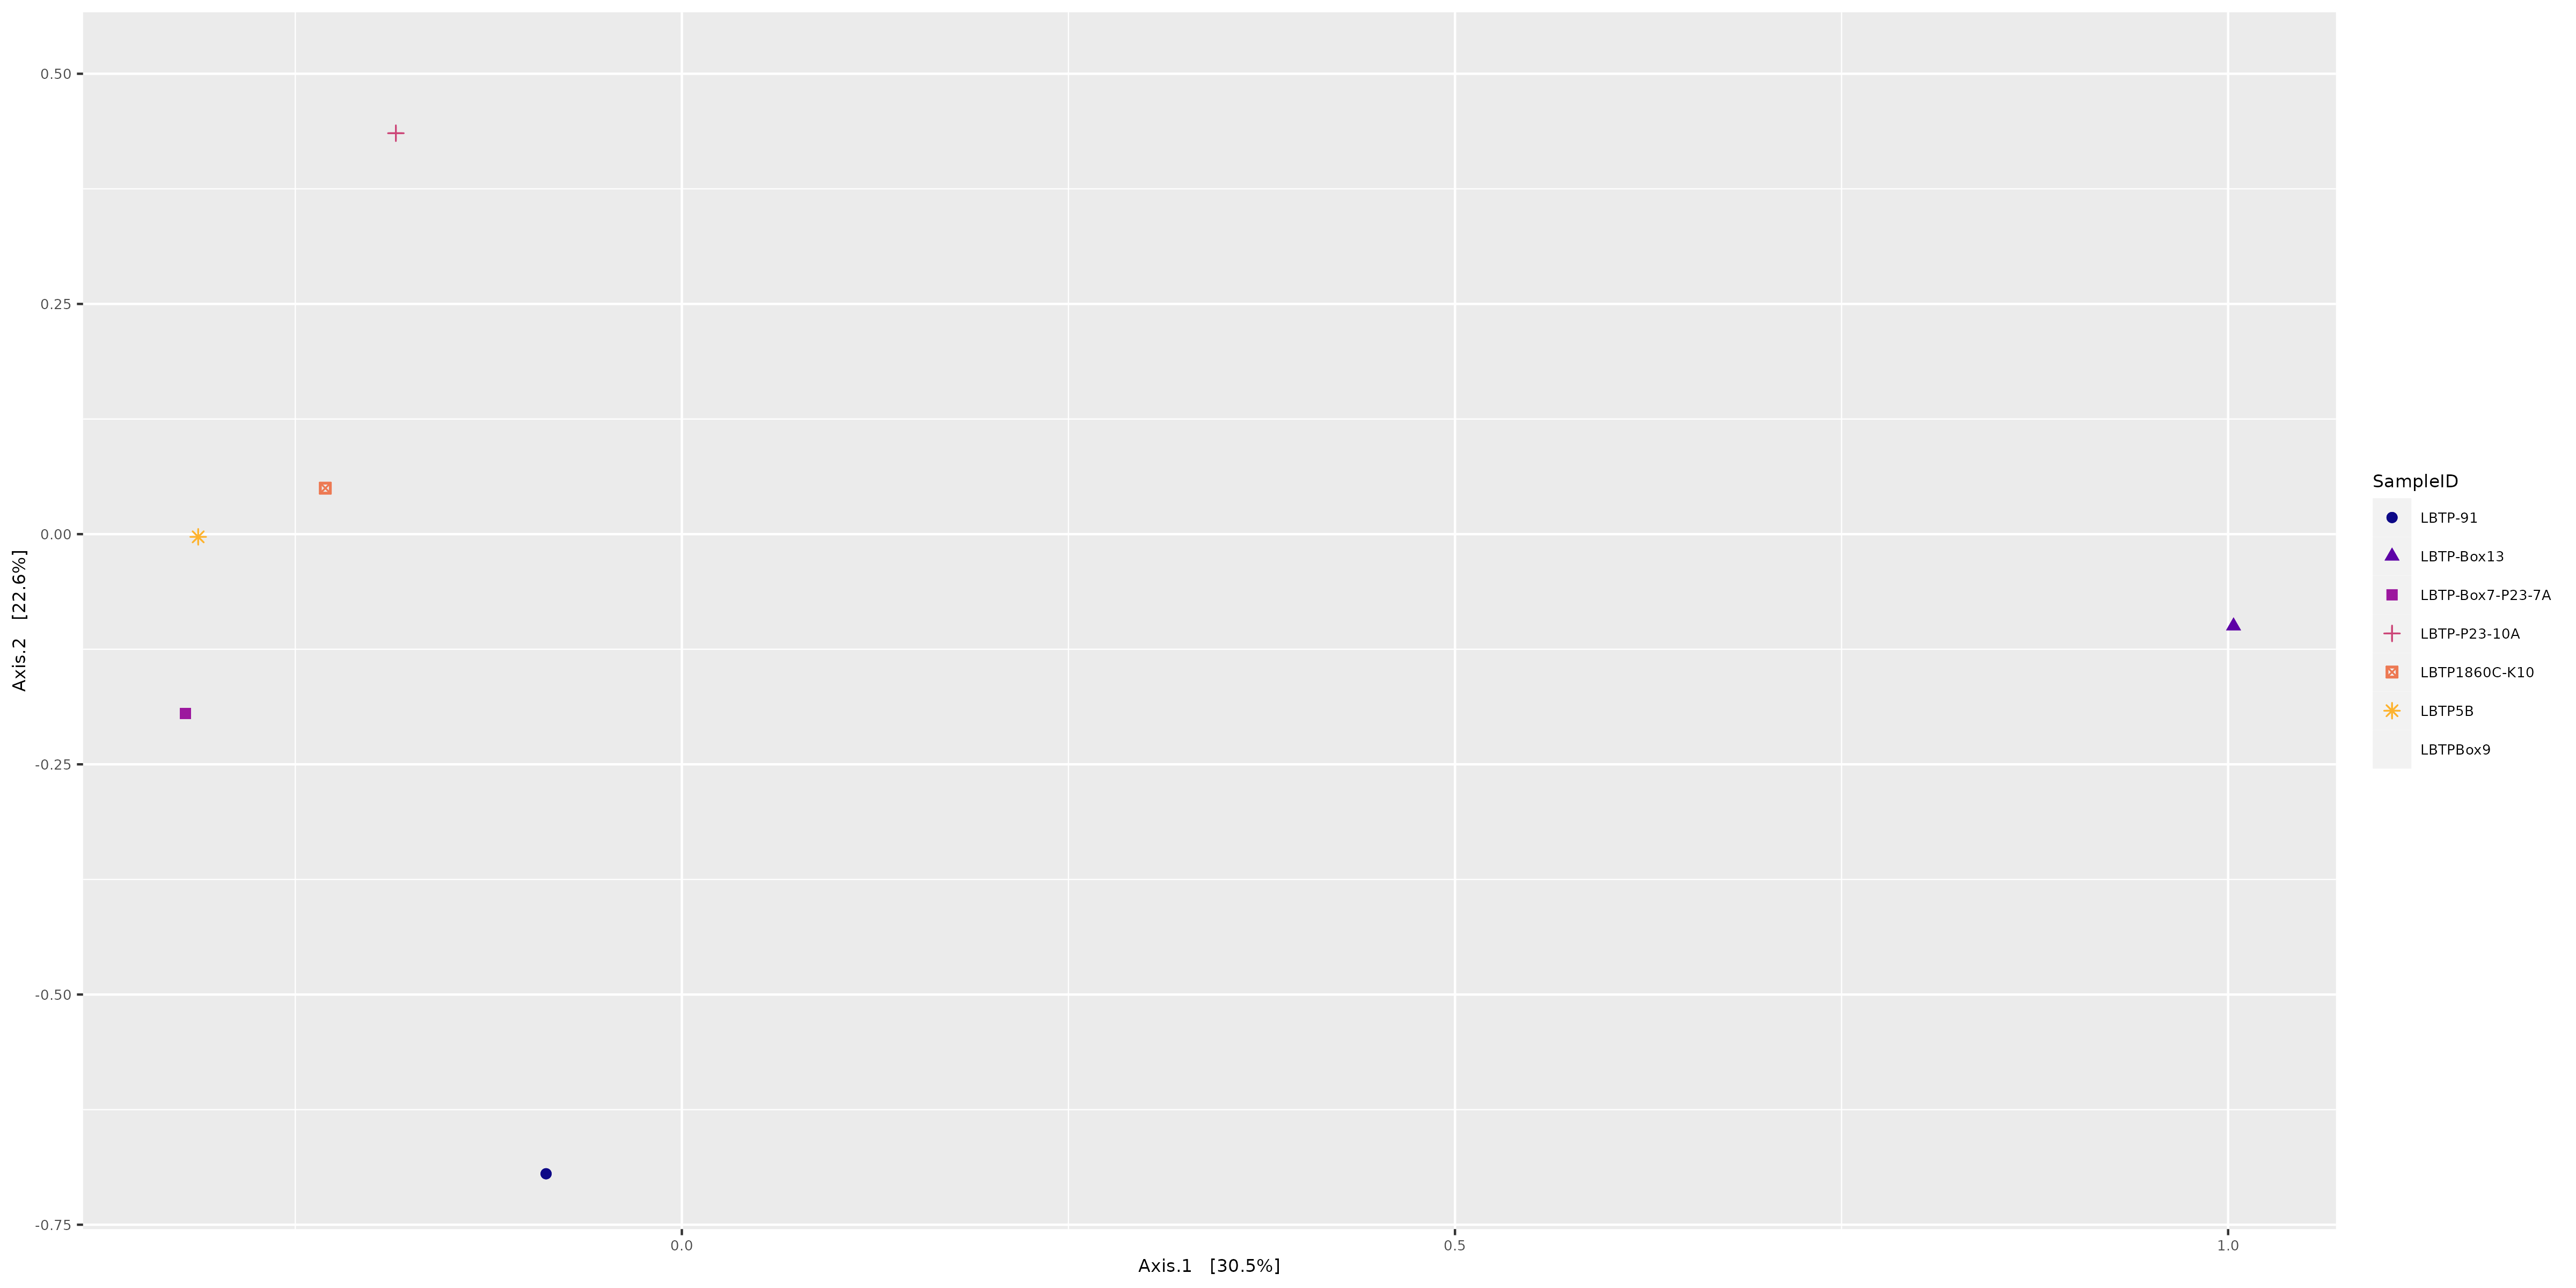 0.50
0.25
0.00
-0.25
-0.50
-0.75
Axis.2 [22.6%]
0.0 0.5 1.0
Axis.1 [30.5%]
SampleID
LBTP-91
LBTP-Box13
LBTP-Box7-P23-7A
LBTP-P23-10A
LBTP1860C-K10
LBTP5B
LBTPBox9